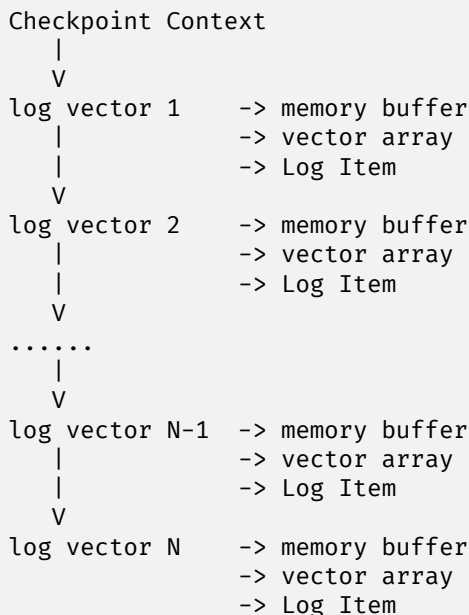 Checkpoint Context
   |
   V
log vector 1    -> memory buffer
   |            -> vector array
   |            -> Log Item
   V
log vector 2    -> memory buffer
   |            -> vector array
   |            -> Log Item
   V
......
   |
   V
log vector N-1  -> memory buffer
   |            -> vector array
   |            -> Log Item
   V
log vector N    -> memory buffer
                -> vector array
                -> Log Item